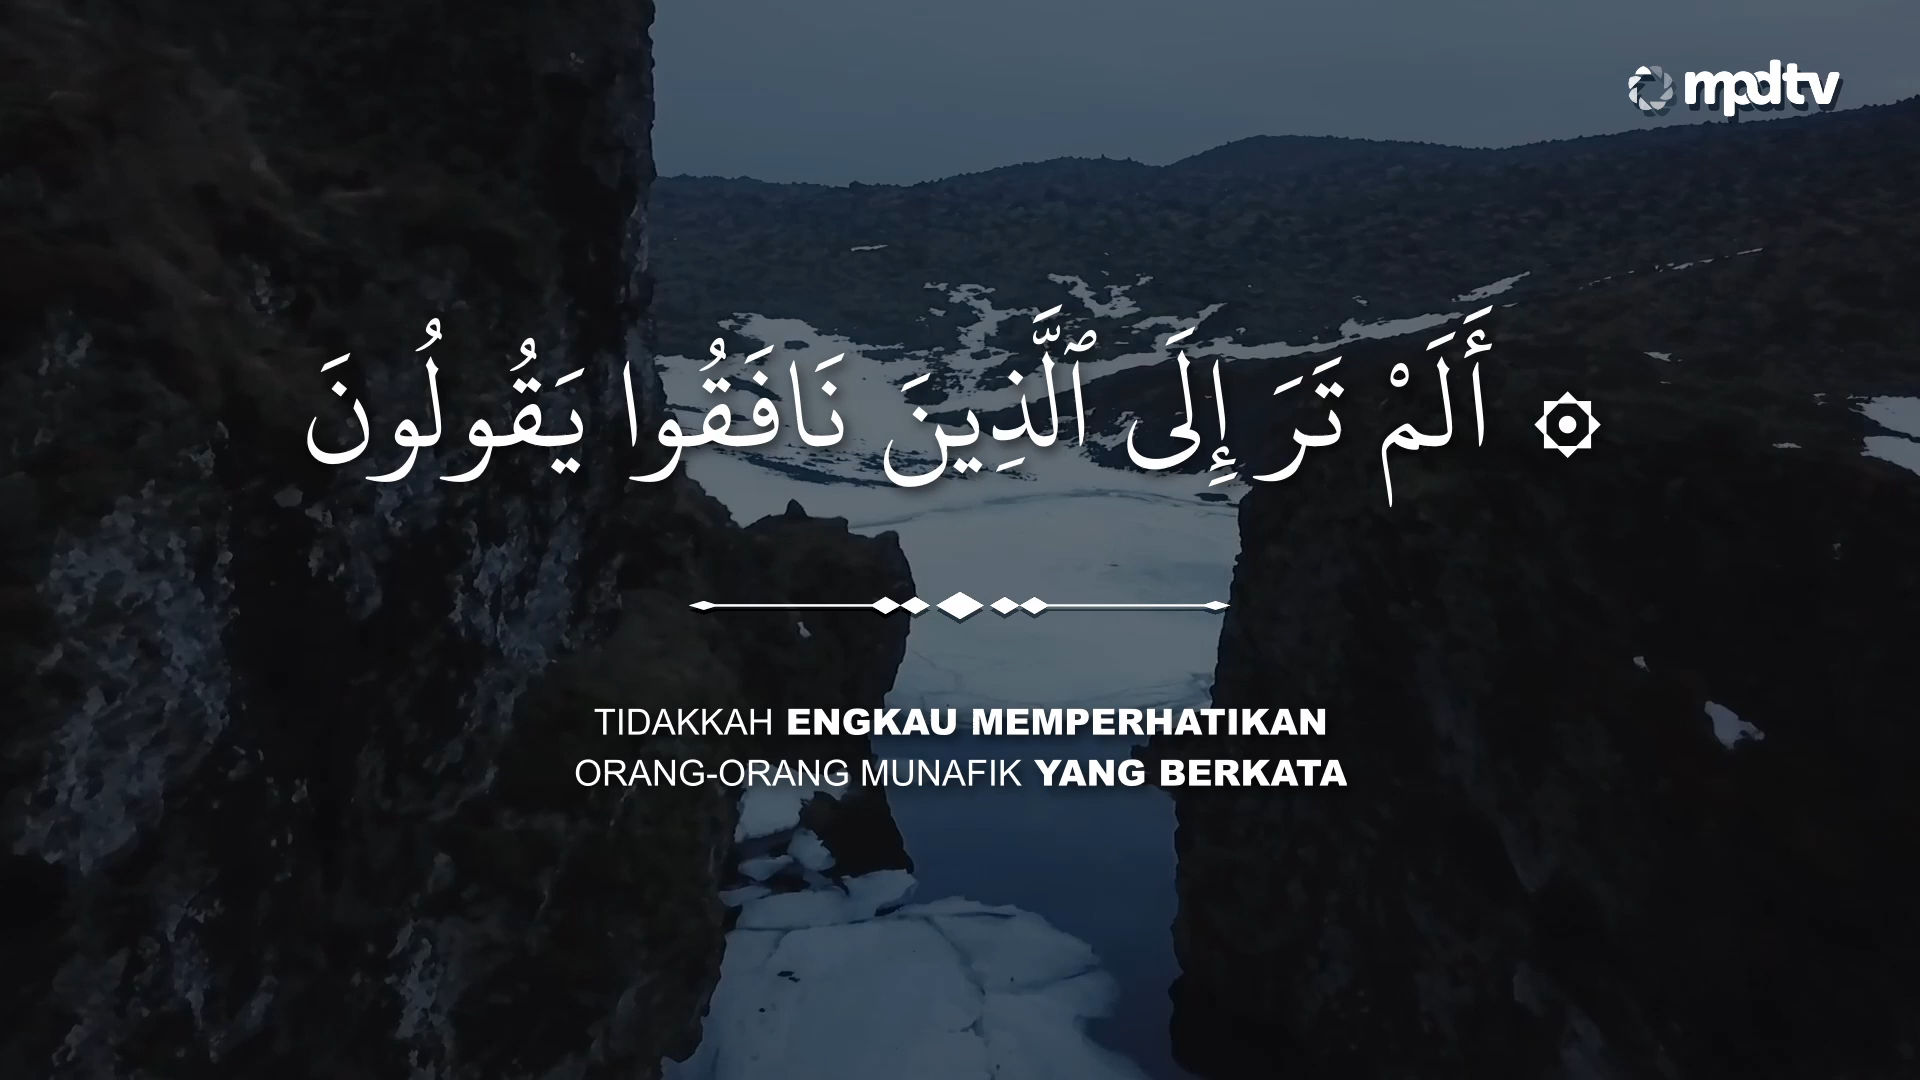 mpdtv
۞ أَلَمْ تَرَ إِلَى ٱلَّذِينَ نَافَقُوا يَقُولُونَ
TIDAKKAH ENGKAU MEMPERHATIKAN
ORANG-ORANG MUNAFIK YANG BERKATA